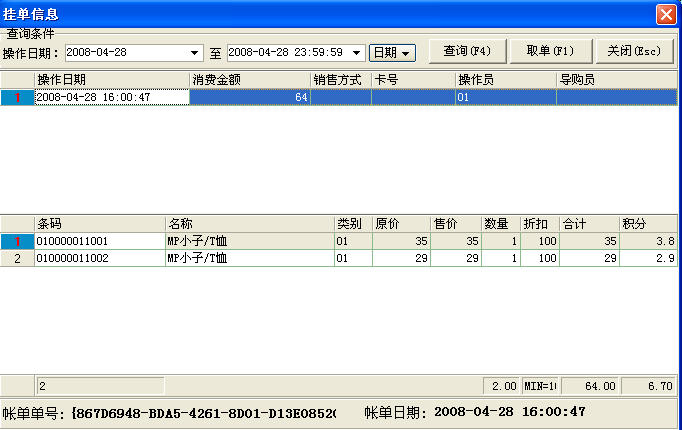 挂单信息
查询条件
操作日期: 2008-04-28 至 2008-04-28 23:59:59 日期 查询(F4) 取单(F1) 关闭(Esc)
操作日期 消费金额 销售方式 卡号 操作员 导购员
1 2008-04-28 16:00:47 64 01
条码 名称 类别 原价 售价 数量 折扣 合计 积分
1 010000011001 MP小子/T恤 01 35 35 1 100 35 3.8
2 010000011002 MP小子/T恤 01 29 29 1 100 29 2.9
2 2.00 MIN=10 64.00 6.70
帐单单号: {867D6948-BDA5-4261-8D01-D13E0852 帐单日期: 2008-04-28 16:00:47